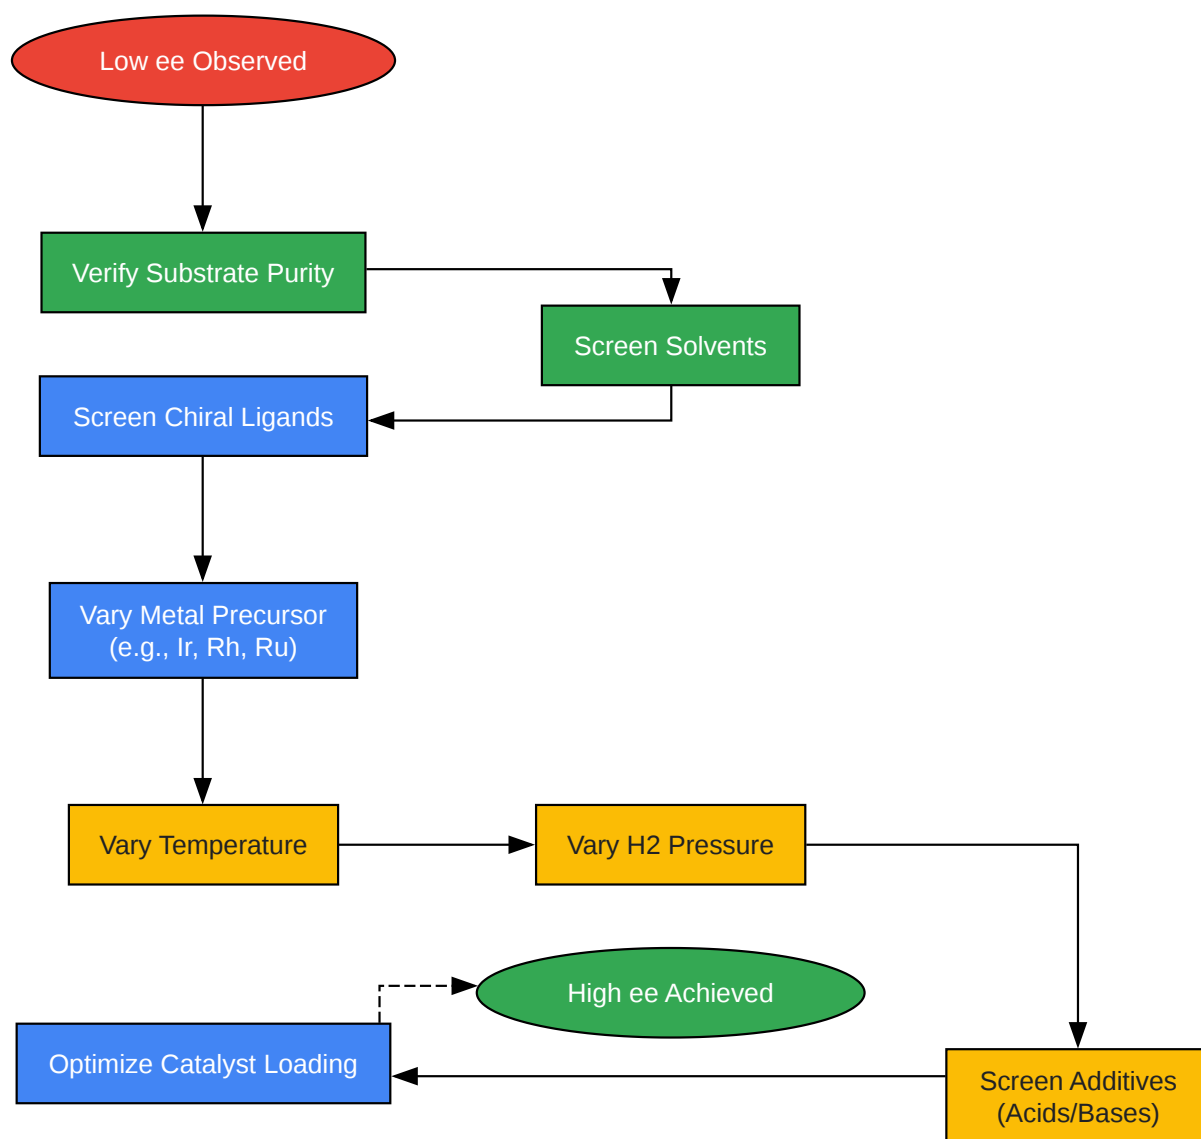 Low ee Observed
Verify Substrate Purity
Screen Solvents
Screen Chiral Ligands
Vary Metal Precursor
(e.g., Ir, Rh, Ru)
Vary Temperature
Vary H2 Pressure
High ee Achieved
Optimize Catalyst Loading
Screen Additives
(Acids/Bases)